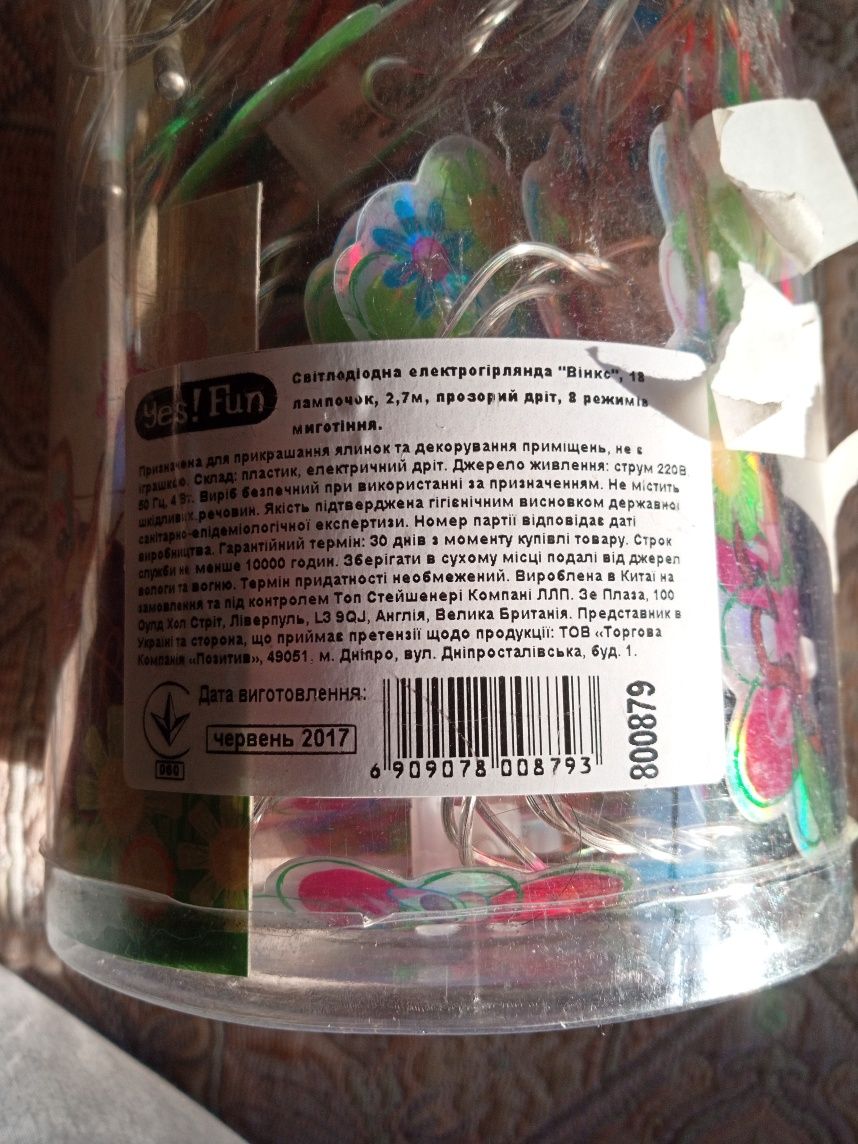 Yes! Fun
Світлодіодна електрогірлянда "Вінкс", 18
лампочок, 2,7м, прозорий дріт, 8 режимів
миготіння.
Призначена для прикрашання ялинок та декорування приміщень, не є
іграшкою. Склад: пластик, електричний дріт. Джерело живлення: струм 220В,
50 Гц, 4 Вт. Виріб безпечний при використанні за призначенням. Не містить
шкідливих речовин. Якість підтверджена гігієнічним висновком державної
санітарно-епідеміологічної експертизи. Номер партії відповідає даті
виробництва. Гарантійний термін: 30 днів з моменту купівлі товару. Строк
служби не менше 10000 годин. Зберігати в сухому місці подалі від джерел
вологи та вогню. Термін придатності необмежений. Вироблена в Китаї на
замовлення та під контролем Топ Стейшенері Компані ЛЛП. Зе Плаза, 100
Оулд Хол Стріт, Ліверпуль, L3 9QJ, Англія, Велика Британія. Представник в
Україні та сторона, що приймає претензії щодо продукції: ТОВ «Торгова
Компанія «Позитив», 49051, м. Дніпро, вул. Дніпросталівська, буд. 1.
Дата виготовлення:
червень 2017
060
6 909078 008793
800879